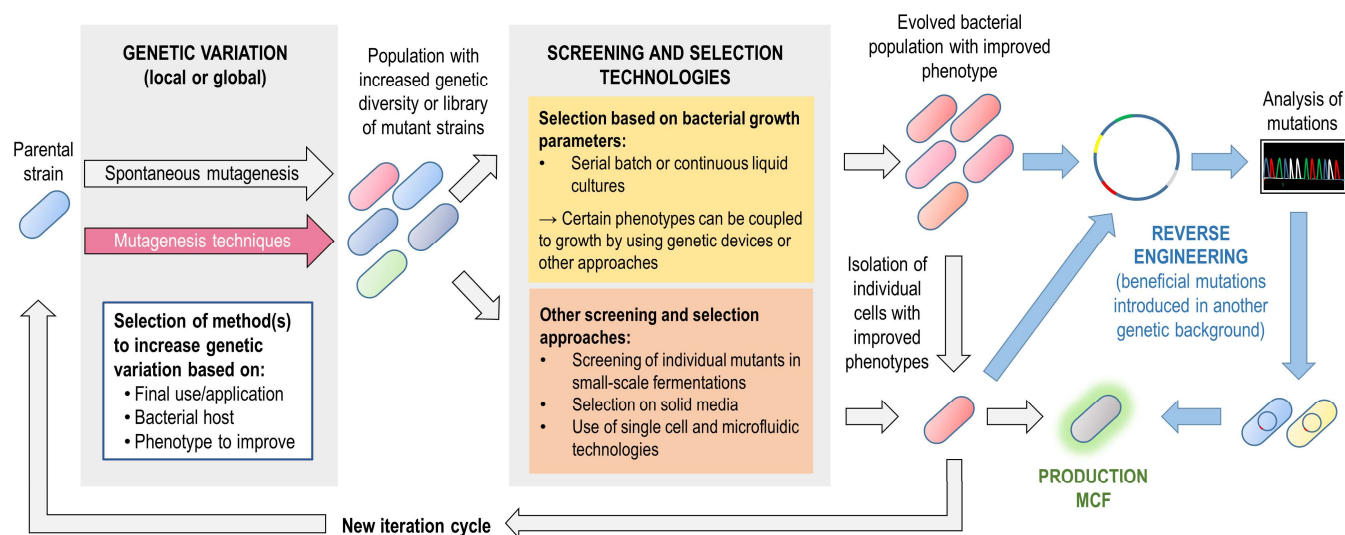 Parental
strain
GENETIC VARIATION
(local or global)
Spontaneous mutagenesis
Mutagenesis techniques
Selection of method(s)
to increase genetic
variation based on:
• Final use/application
• Bacterial host
• Phenotype to improve
Population with
increased genetic
diversity or library
of mutant strains
SCREENING AND SELECTION
TECHNOLOGIES
Selection based on bacterial growth
parameters:
• Serial batch or continuous liquid
cultures
→ Certain phenotypes can be coupled
to growth by using genetic devices or
other approaches
Other screening and selection
approaches:
• Screening of individual mutants in
small-scale fermentations
• Selection on solid media
• Use of single cell and microfluidic
technologies
Evolved bacterial
population with improved
phenotype
Isolation of
individual
cells with
improved
phenotypes
Analysis of
mutations
REVERSE
ENGINEERING
(beneficial mutations
introduced in another
genetic background)
PRODUCTION
MCF
New iteration cycle